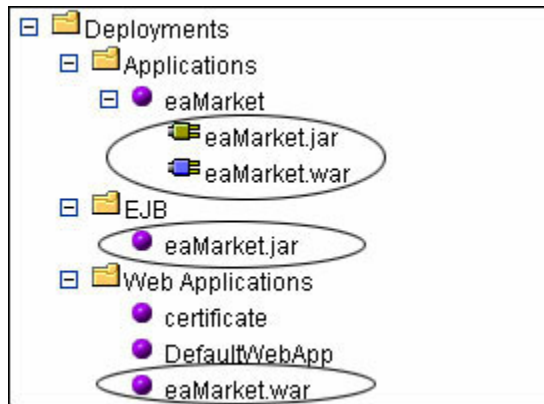 Deployments
Applications
eaMarket
eaMarket.jar
eaMarket.war
EJB
eaMarket.jar
Web Applications
certificate
DefaultWebApp
eaMarket.war